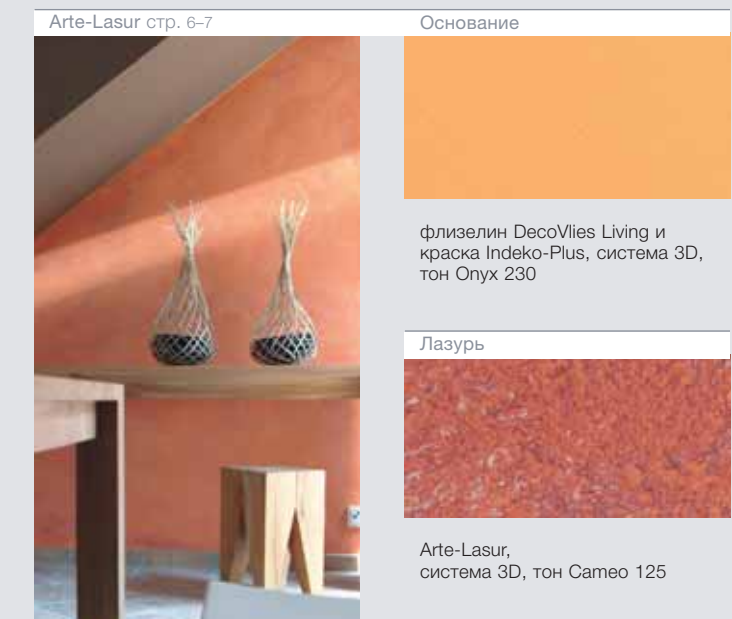 Arte-Lasur стр. 6–7
Основание
флизелин DecoVlies Living и
краска Indeko-Plus, система 3D,
тон Onyx 230
Лазурь
Arte-Lasur,
система 3D, тон Cameo 125